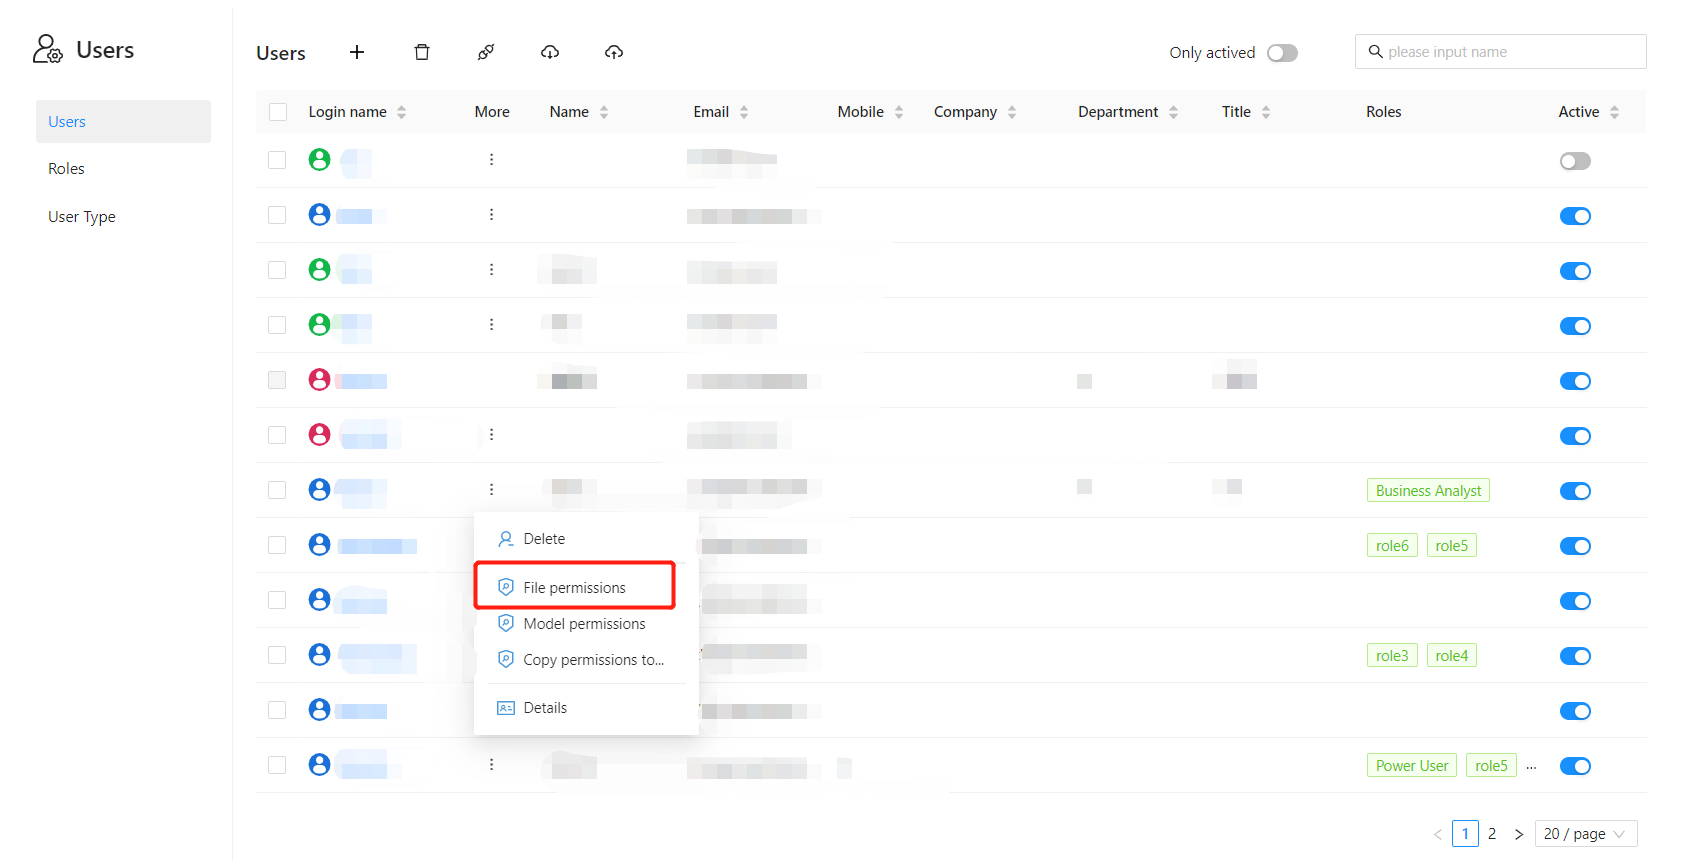 Users
Users
Roles
User Type
Users
Only actived
please input name
Login name More Name Email Mobile Company Department Title Roles Active
Business Analyst
role6 role5
role3 role4
Power User role5 ...
Delete
File permissions
Model permissions
Copy permissions to...
Details
< 1 2 > 20 / page